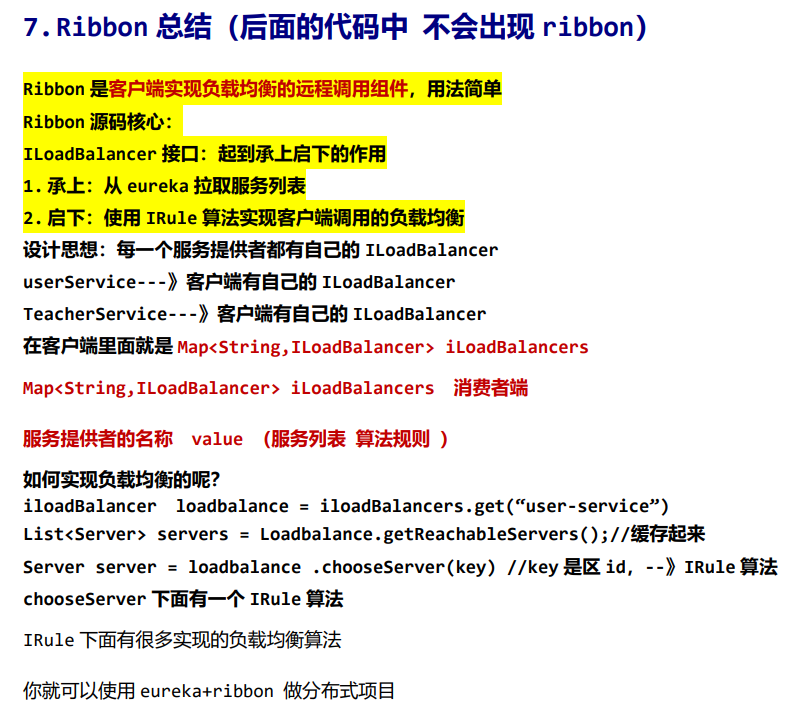 7.Ribbon 总结（后面的代码中 不会出现 ribbon）
Ribbon 是客户端实现负载均衡的远程调用组件，用法简单
Ribbon 源码核心：
ILoadBalancer 接口：起到承上启下的作用
1.承上：从 eureka 拉取服务列表
2.启下：使用 IRule 算法实现客户端调用的负载均衡
设计思想：每一个服务提供者都有自己的 ILoadBalancer
userService---》客户端有自己的 ILoadBalancer
TeacherService---》客户端有自己的 ILoadBalancer
在客户端里面就是 Map<String,ILoadBalancer> iLoadBalancers
Map<String,ILoadBalancer> iLoadBalancers 消费者端
服务提供者的名称 value （服务列表 算法规则 ）
如何实现负载均衡的呢？
iloadBalancer loadbalance = iloadBalancers.get(“user-service”)
List<Server> servers = Loadbalance.getReachableServers();//缓存起来
Server server = loadbalance .chooseServer(key) //key 是区 id，--》IRule 算法
chooseServer 下面有一个 IRule 算法
IRule 下面有很多实现的负载均衡算法
你就可以使用 eureka+ribbon 做分布式项目